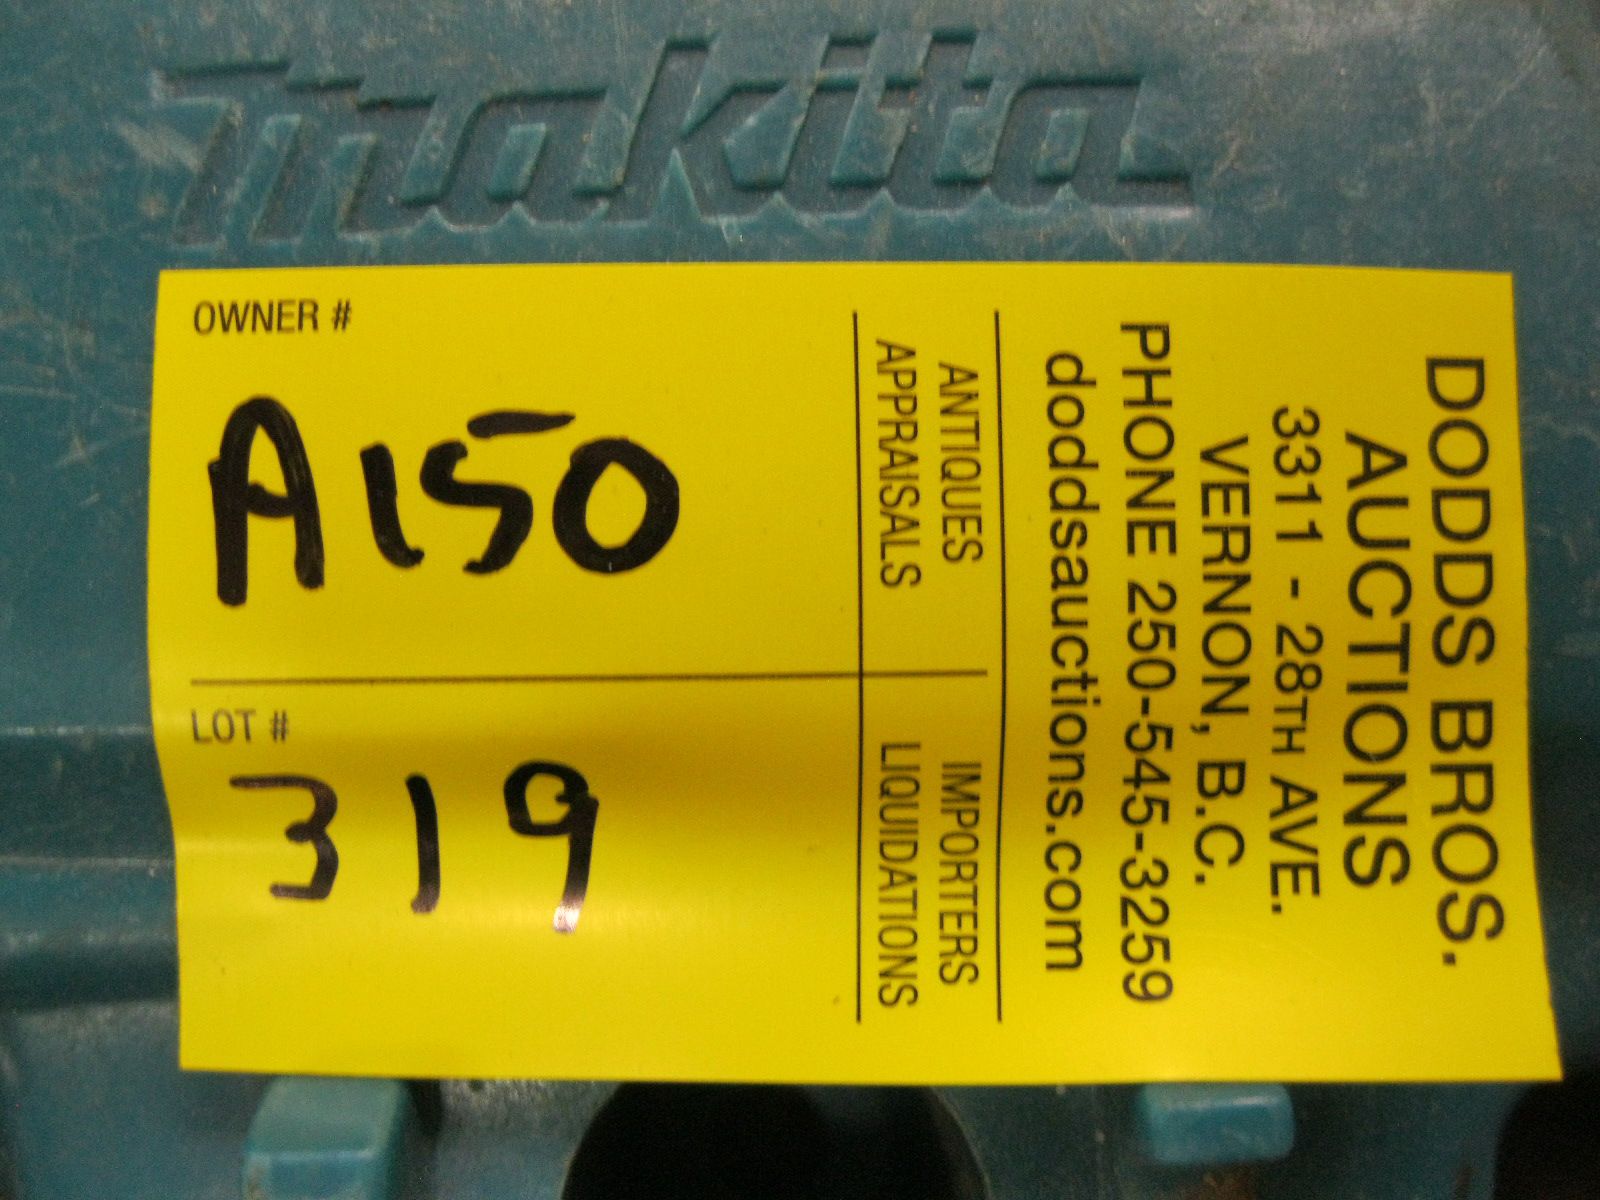 makita
OWNER #
A150
LOT #
319
DODDS BROS.
AUCTIONS
3311 - 28TH AVE.
VERNON, B.C.
PHONE 250-545-3259
doddsauctions.com
ANTIQUES
APPRAISALS
IMPORTERS
LIQUIDATIONS